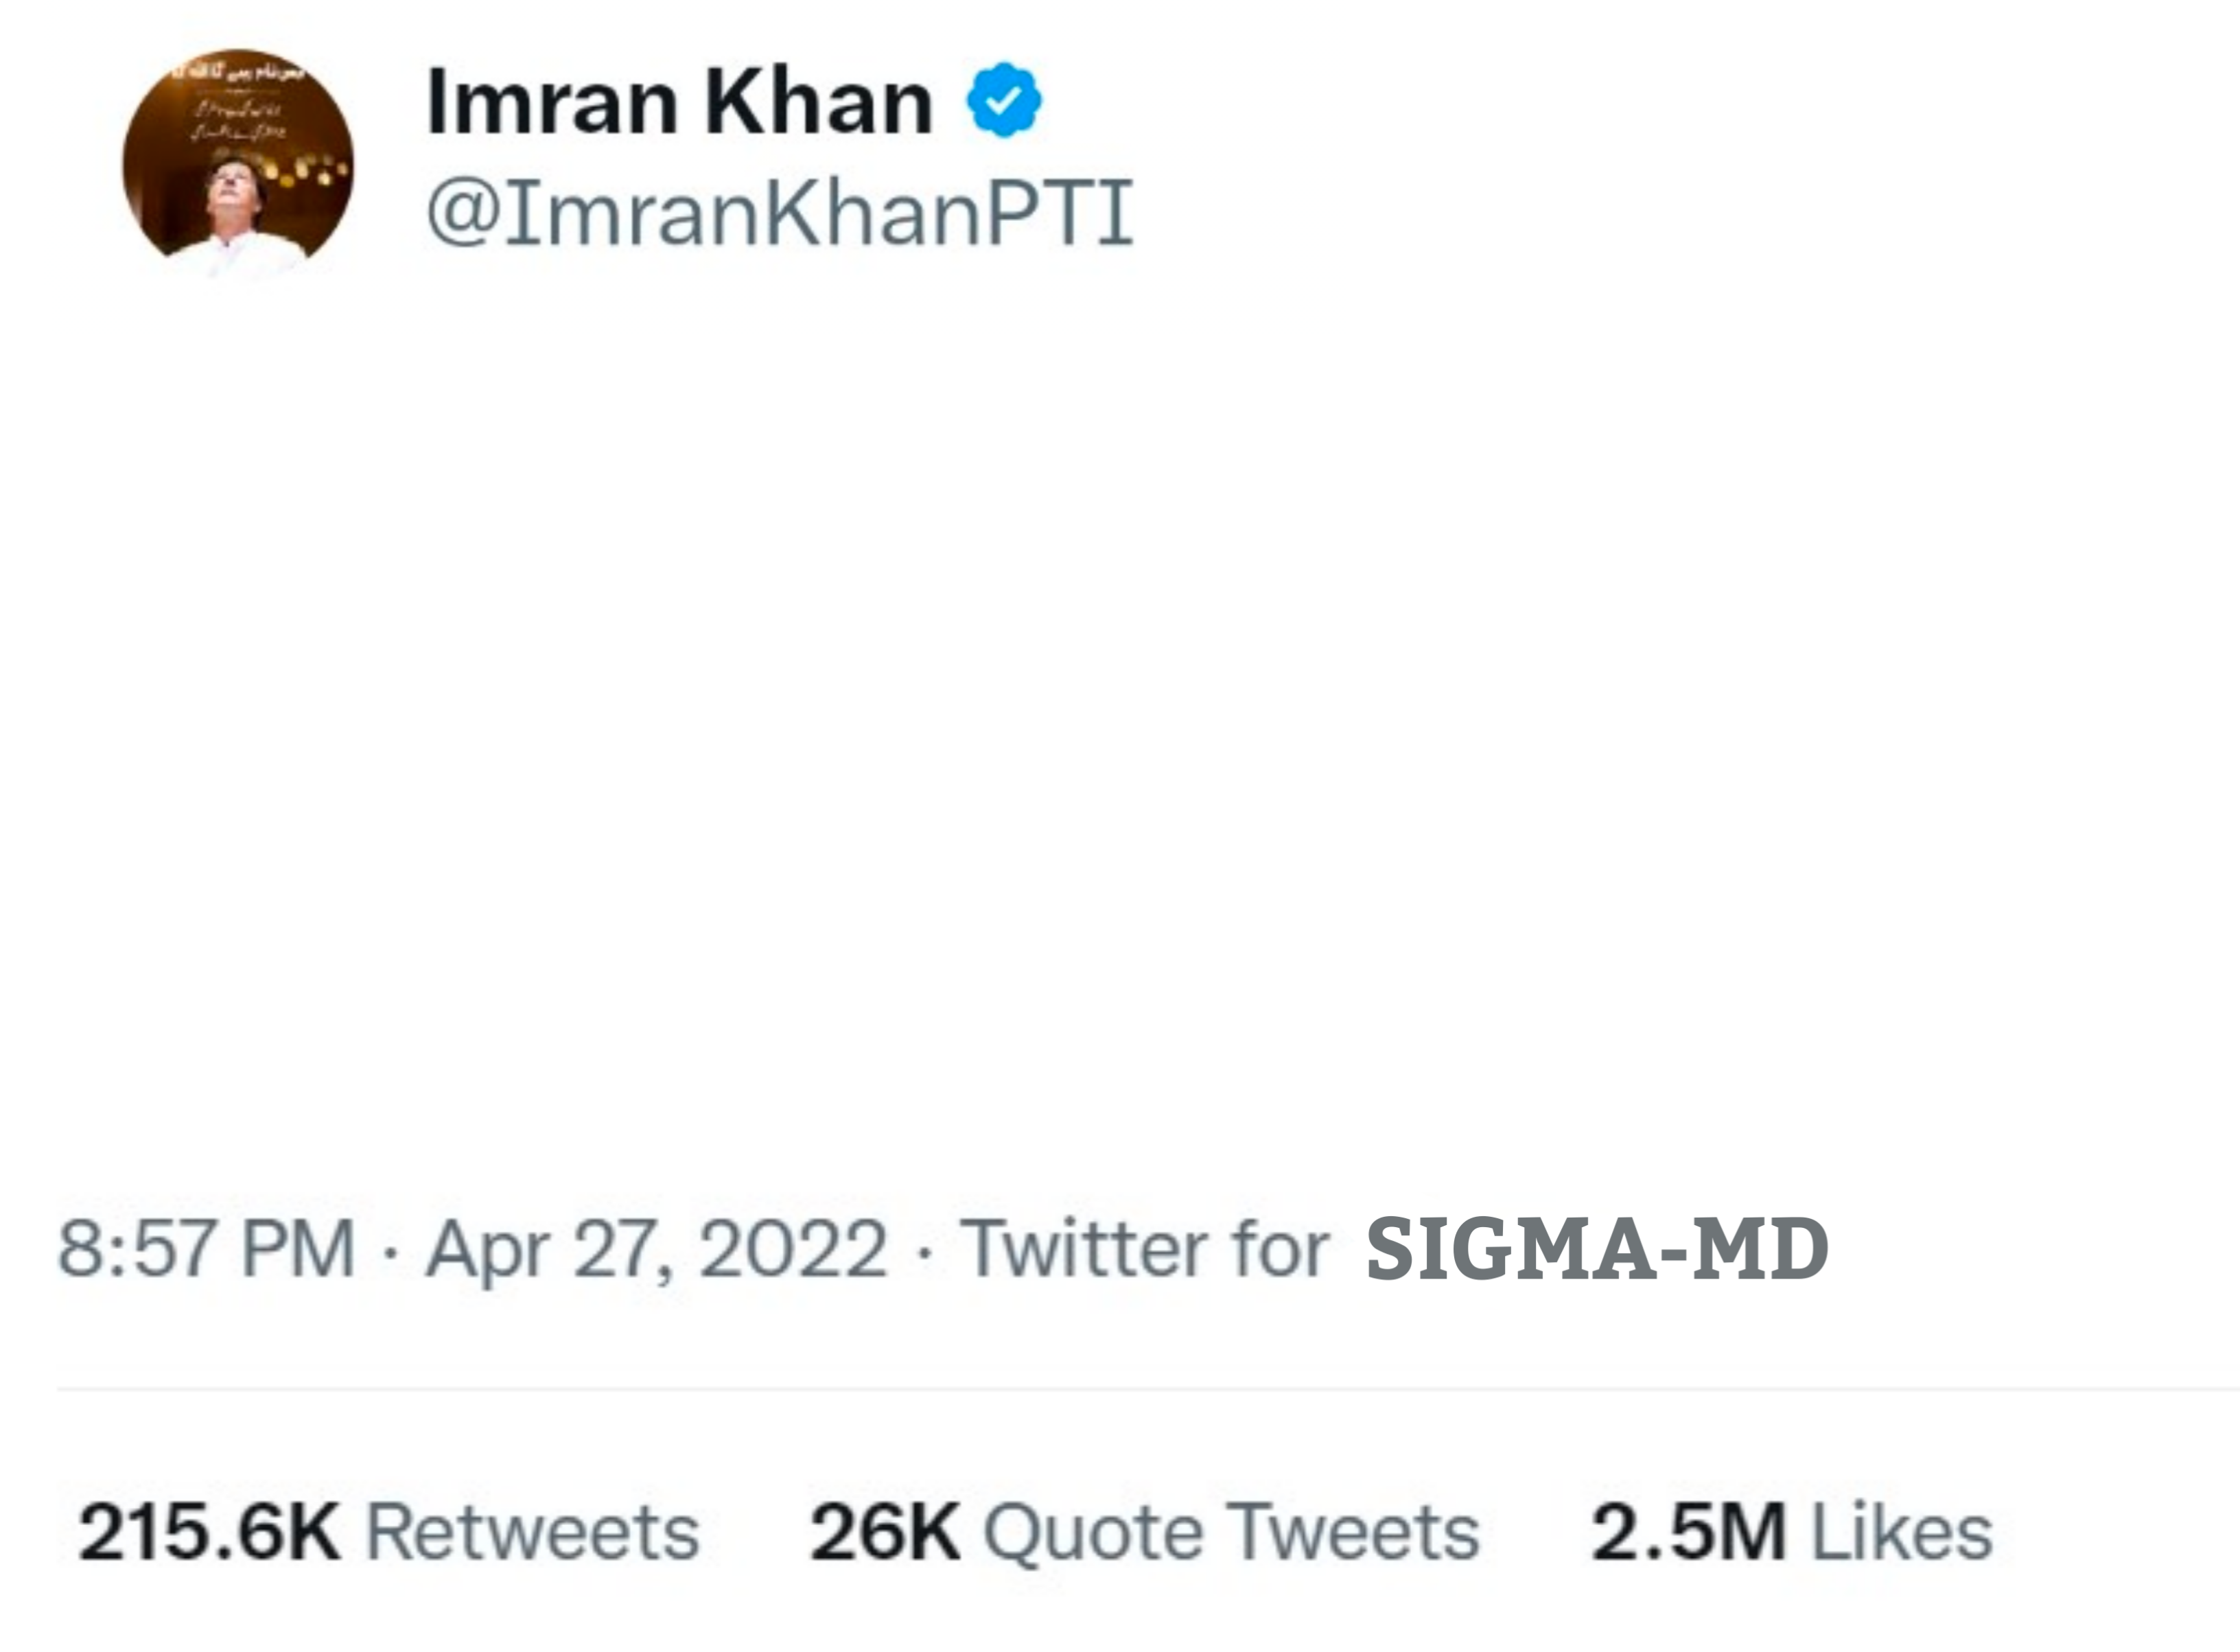 Imran Khan
@ImranKhanPTI
8:57 PM · Apr 27, 2022 · Twitter for SIGMA-MD
215.6K Retweets 26K Quote Tweets 2.5M Likes